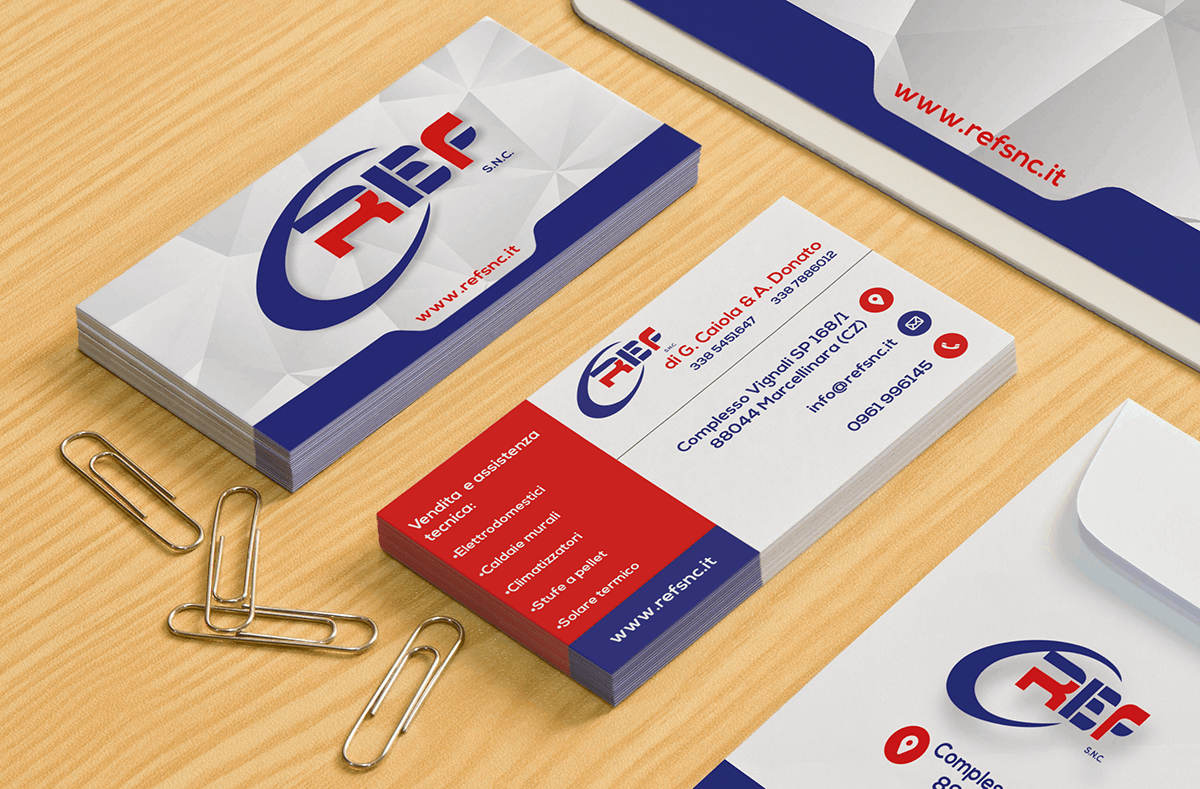 REF
S.N.C.
www.refsnc.it
www.refsnc.it
REF
S.N.C.
di G. Caiola & A. Donato
338 5451647 338 7886012
Complesso Vignali SP 168/1
88044 Marcellinara (CZ)
info@refsnc.it
0961 996145
Vendita e assistenza
tecnica:
•Elettrodomestici
•Caldaie murali
•Climatizzatori
•Stufe a pellet
•Solare termico
www.refsnc.it
REF
S.N.C.